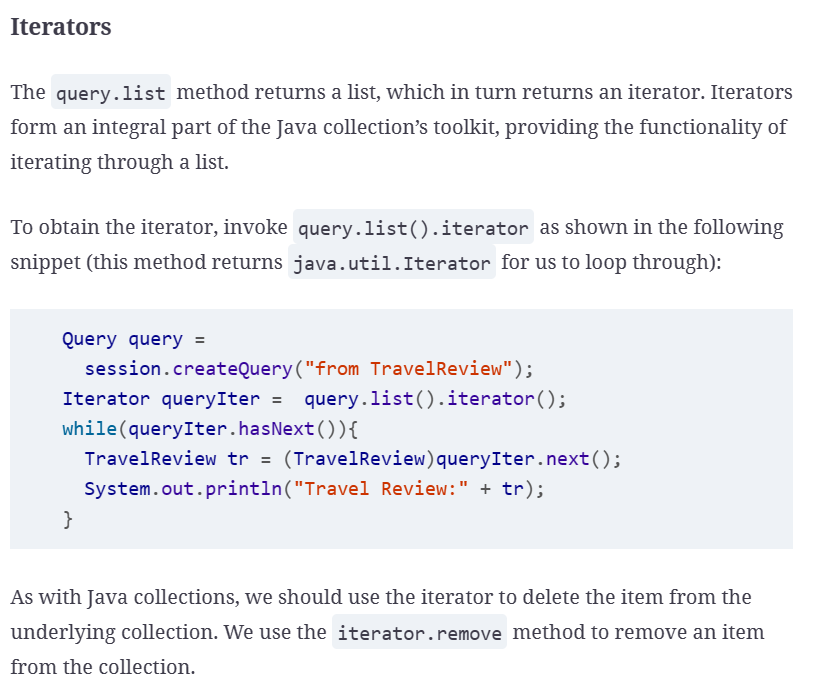 Iterators
The query.list method returns a list, which in turn returns an iterator. Iterators
form an integral part of the Java collection’s toolkit, providing the functionality of
iterating through a list.
To obtain the iterator, invoke query.list().iterator as shown in the following
snippet (this method returns java.util.Iterator for us to loop through):
Query query =
  session.createQuery("from TravelReview");
Iterator queryIter =  query.list().iterator();
while(queryIter.hasNext()){
  TravelReview tr = (TravelReview)queryIter.next();
  System.out.println("Travel Review:" + tr);
}
As with Java collections, we should use the iterator to delete the item from the
underlying collection. We use the iterator.remove method to remove an item
from the collection.